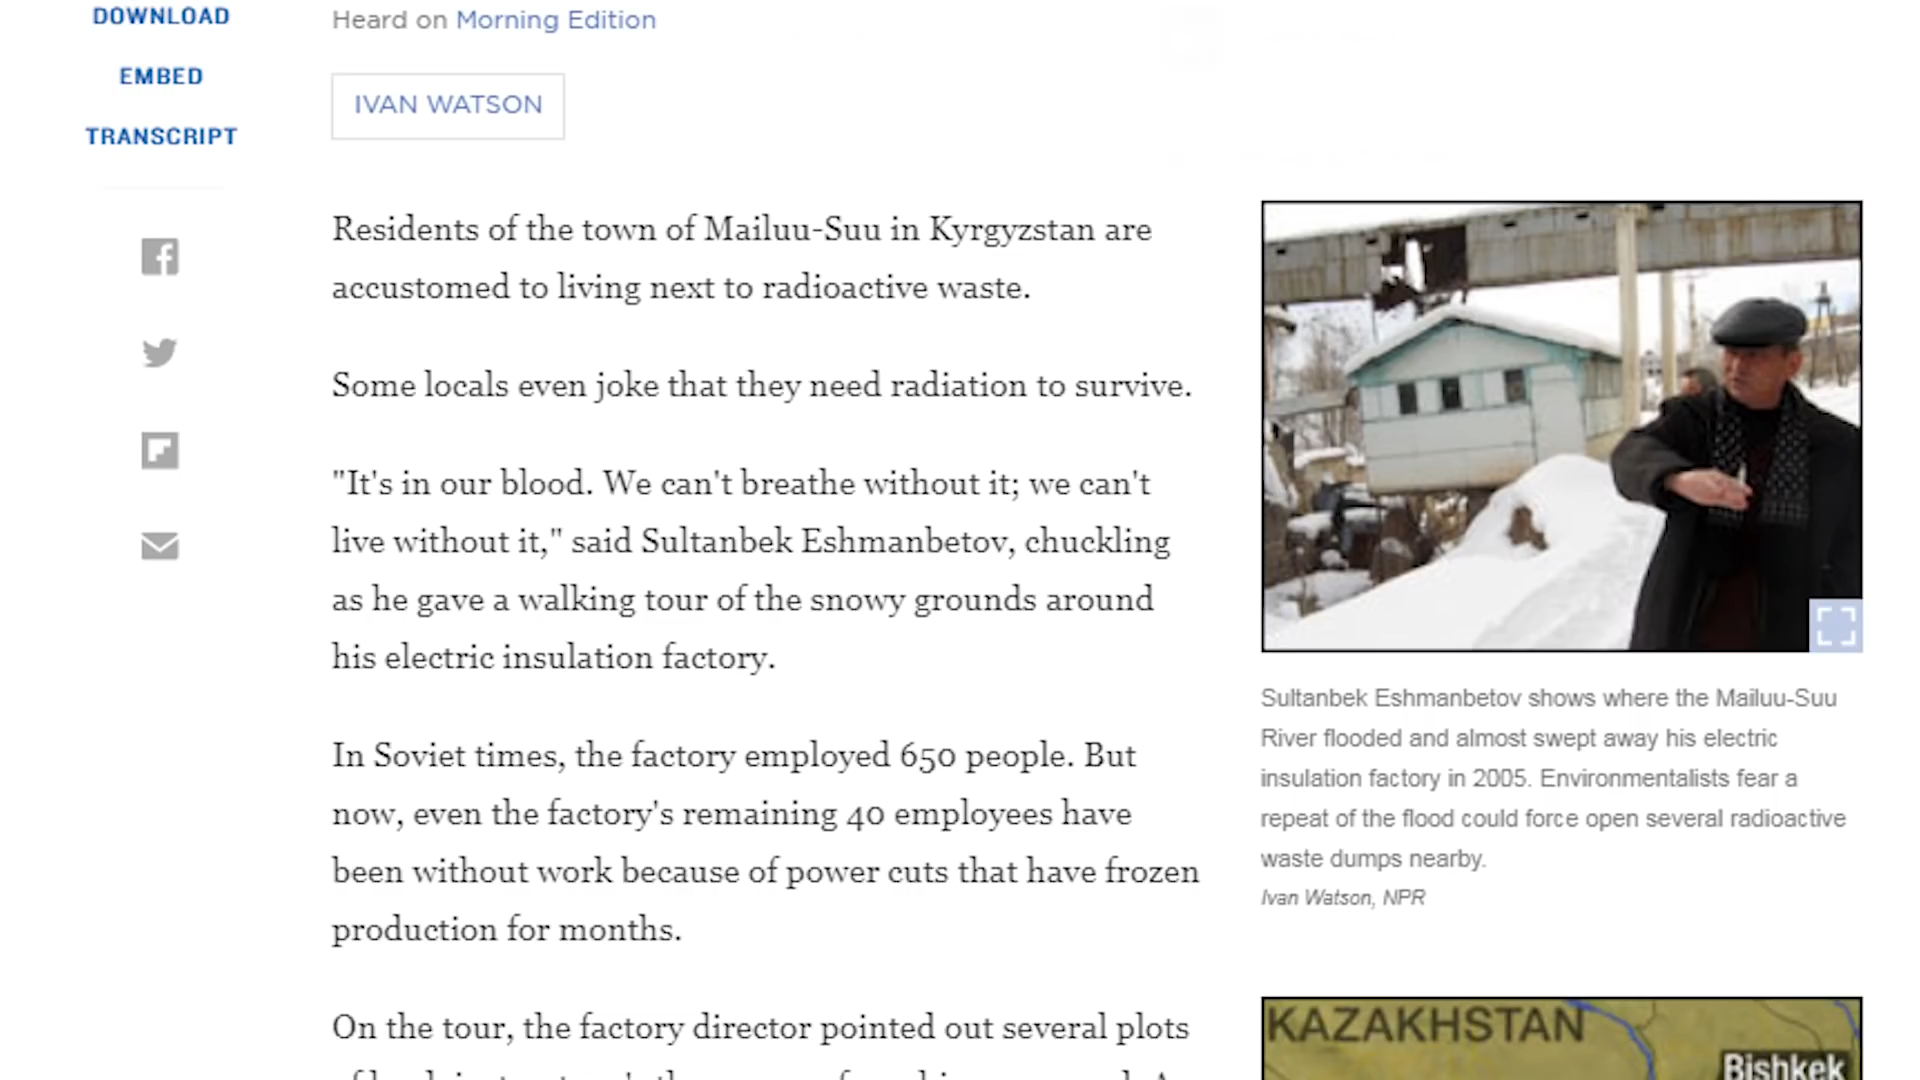 DOWNLOAD
EMBED
TRANSCRIPT
Heard on Morning Edition
IVAN WATSON
Residents of the town of Mailuu-Suu in Kyrgyzstan are
accustomed to living next to radioactive waste.
Some locals even joke that they need radiation to survive.
"It's in our blood. We can't breathe without it; we can't
live without it," said Sultanbek Eshmanbetov, chuckling
as he gave a walking tour of the snowy grounds around
his electric insulation factory.
In Soviet times, the factory employed 650 people. But
now, even the factory's remaining 40 employees have
been without work because of power cuts that have frozen
production for months.
On the tour, the factory director pointed out several plots
Sultanbek Eshmanbetov shows where the Mailuu-Suu
River flooded and almost swept away his electric
insulation factory in 2005. Environmentalists fear a
repeat of the flood could force open several radioactive
waste dumps nearby.
Ivan Watson, NPR
KAZAKHSTAN
Bishkek